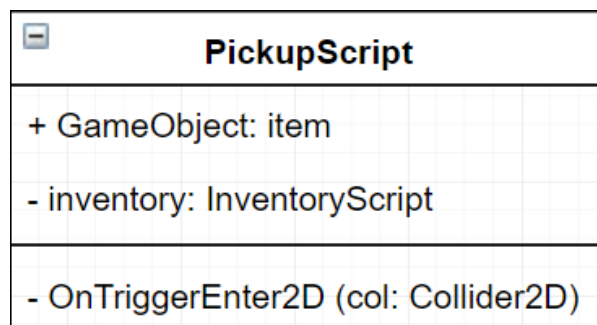 PickupScript
+ GameObject: item
- inventory: InventoryScript
- OnTriggerEnter2D (col: Collider2D)